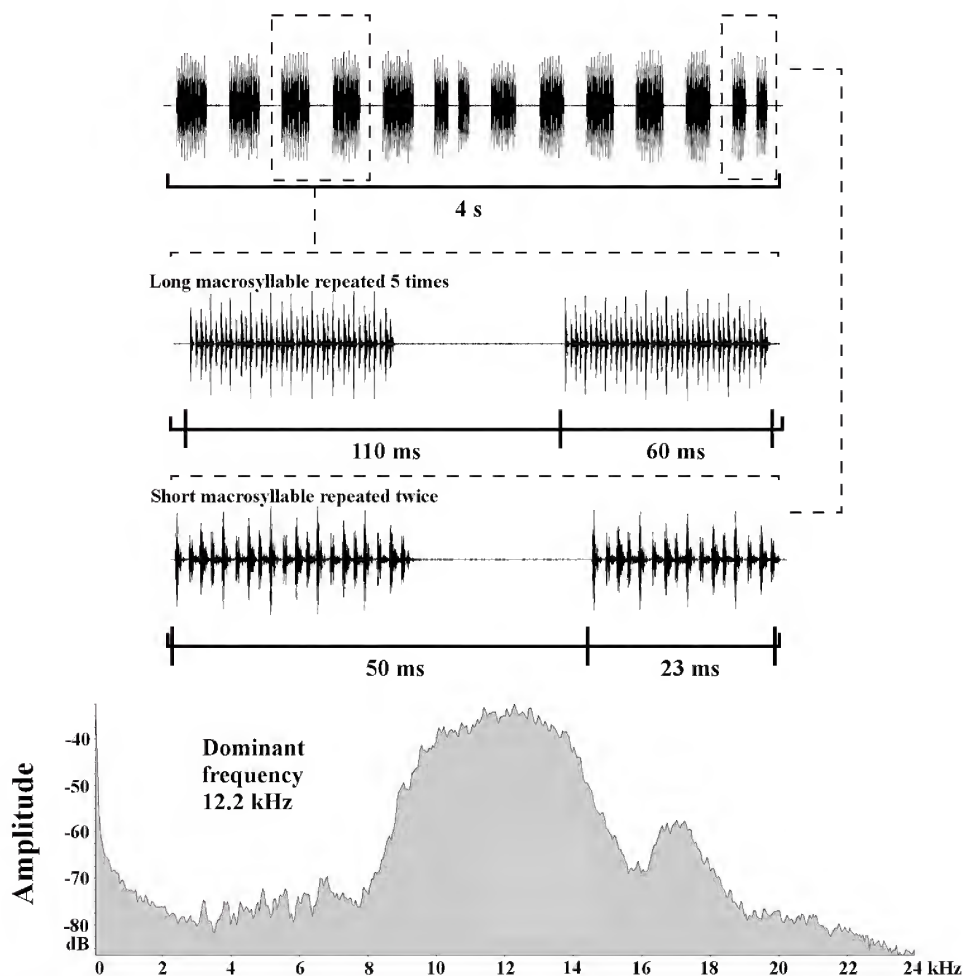 4 s
Long macrosyllable repeated 5 times
110 ms 60 ms
Short macrosyllable repeated twice
50 ms 23 ms
Dominant
frequency
12.2 kHz
Amplitude
-40
-50
-60
-70
-80
dB
0 2 4 6 8 10 12 14 16 18 20 22 24 kHz